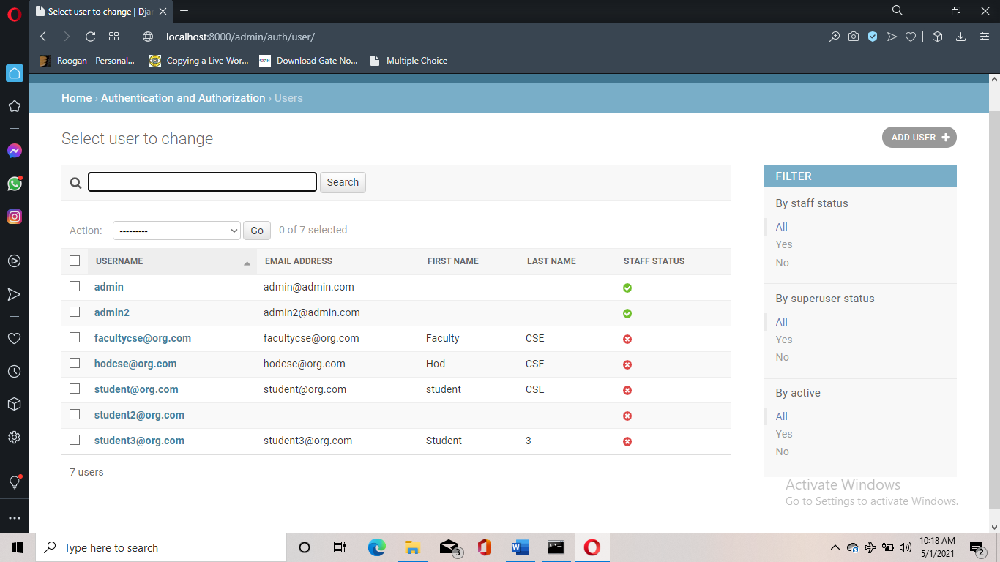 Select user to change | Dja
localhost:8000/admin/auth/user/
Roogan - Personal... Copying a Live Wor... Download Gate No... Multiple Choice
Home › Authentication and Authorization › Users
Select user to change
ADD USER +
Search
Action: --------- Go 0 of 7 selected
USERNAME EMAIL ADDRESS FIRST NAME LAST NAME STAFF STATUS
admin admin@admin.com
admin2 admin2@admin.com
facultycse@org.com facultycse@org.com Faculty CSE
hodcse@org.com hodcse@org.com Hod CSE
student@org.com student@org.com student CSE
student2@org.com
student3@org.com student3@org.com Student 3
7 users
FILTER
By staff status
All
Yes
No
By superuser status
All
Yes
No
By active
All
Yes
No
Activate Windows
Go to Settings to activate Windows.
Type here to search
3
10:18 AM
5/1/2021
2